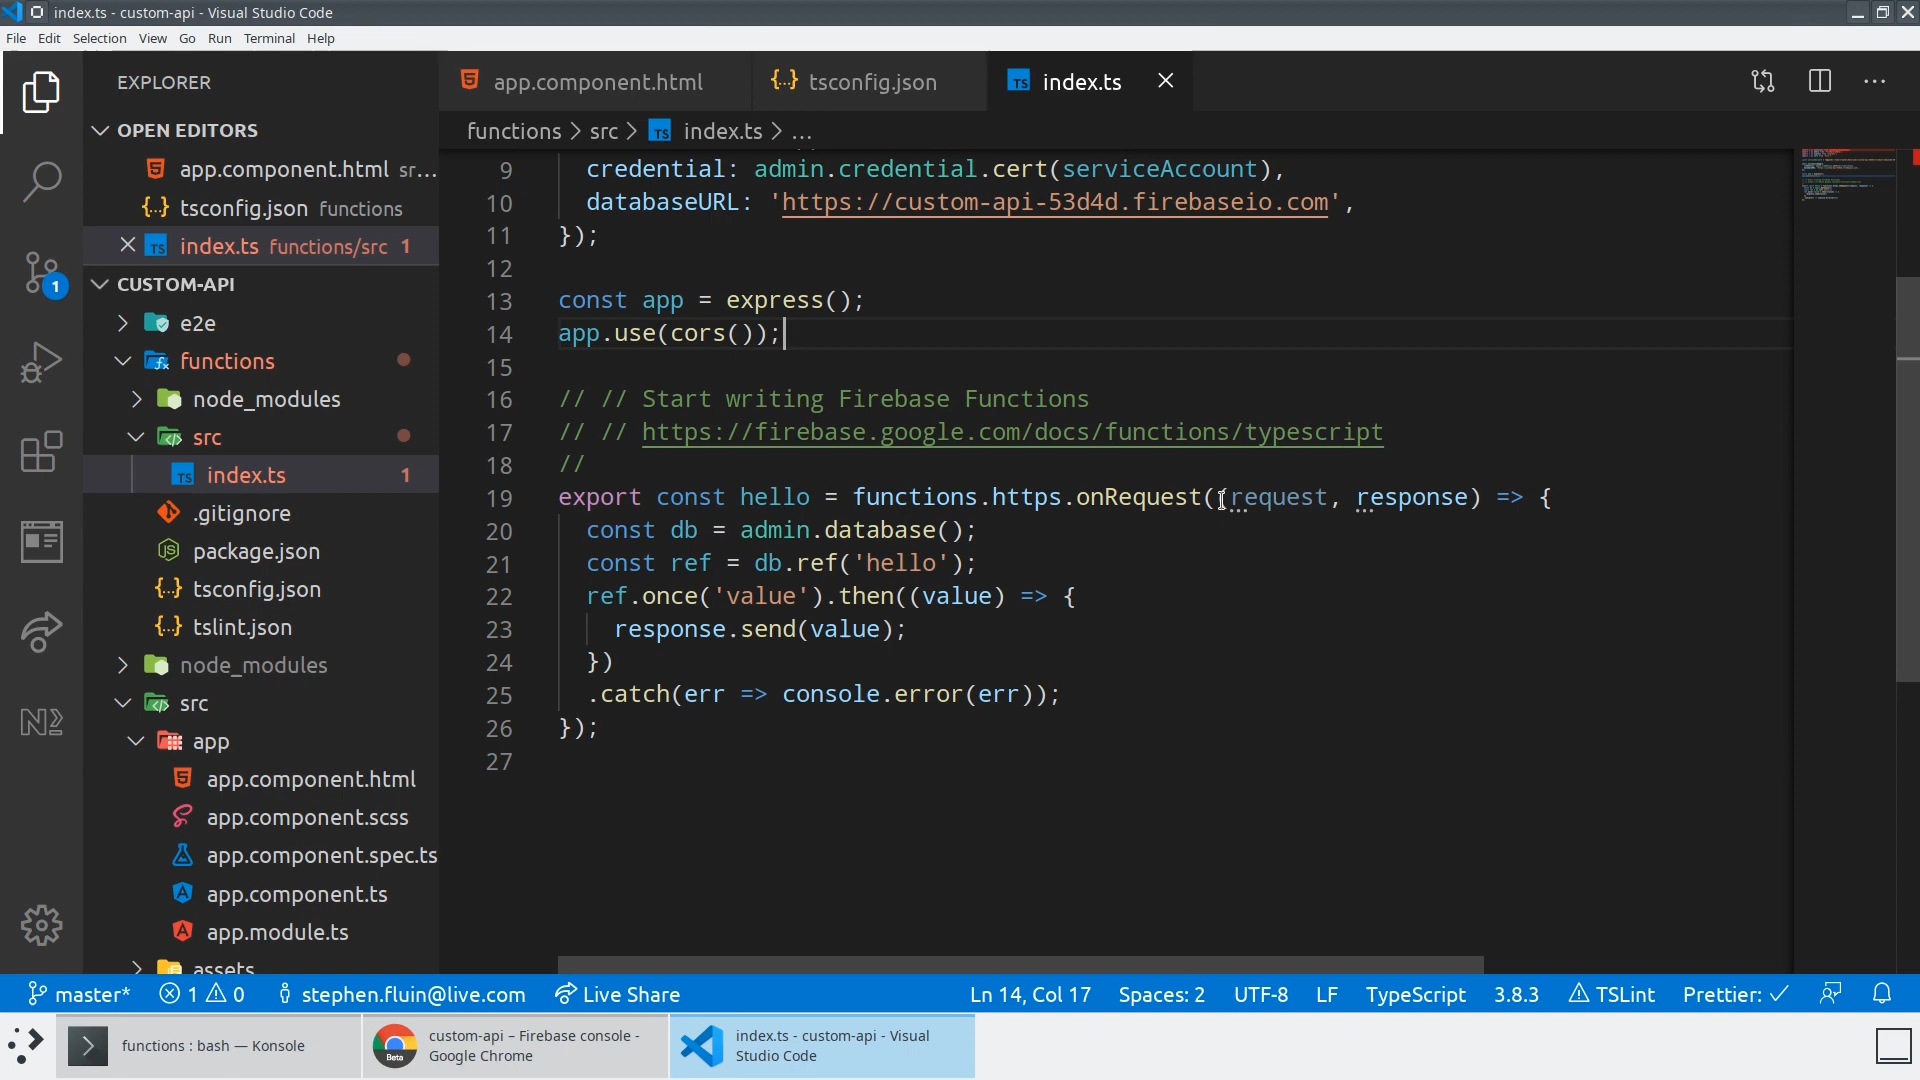 index.ts - custom-api - Visual Studio Code
File Edit Selection View Go Run Terminal Help
EXPLORER
OPEN EDITORS
app.component.html sr...
tsconfig.json functions
index.ts functions/src 1
CUSTOM-API
e2e
functions
node_modules
src
index.ts 1
.gitignore
package.json
tsconfig.json
tslint.json
node_modules
src
app
app.component.html
app.component.scss
app.component.spec.ts
app.component.ts
app.module.ts
assets
1
app.component.html
tsconfig.json
TS index.ts
functions > src > TS index.ts > ...
9 credential: admin.credential.cert(serviceAccount),
10 databaseURL: 'https://custom-api-53d4d.firebaseio.com',
11 });
12
13 const app = express();
14 app.use(cors());
15
16 // // Start writing Firebase Functions
17 // // https://firebase.google.com/docs/functions/typescript
18 //
19 export const hello = functions.https.onRequest((request, response) => {
20 const db = admin.database();
21 const ref = db.ref('hello');
22 ref.once('value').then((value) => {
23 response.send(value);
24 })
25 .catch(err => console.error(err));
26 });
27
master* 1 0 stephen.fluin@live.com Live Share Ln 14, Col 17 Spaces: 2 UTF-8 LF TypeScript 3.8.3 TSLint Prettier: ✓
functions : bash — Konsole
Beta
custom-api – Firebase console -
Google Chrome
index.ts - custom-api - Visual
Studio Code